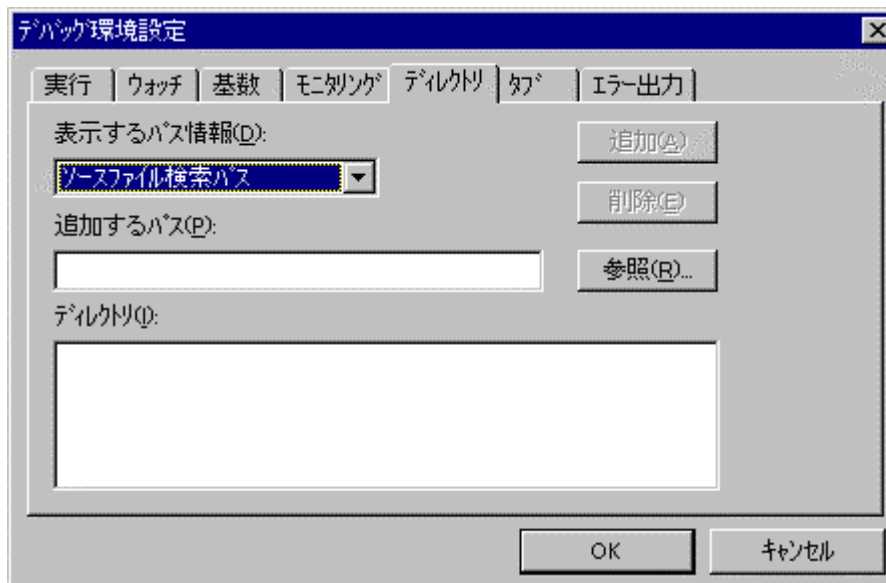 ﾃﾞﾊﾞｯｸﾞ環境設定
実行 ｳｫｯﾁ 基数 ﾓﾆﾀﾘﾝｸﾞ ﾃﾞｨﾚｸﾄﾘ ﾀﾌﾞ ｴﾗｰ出力
表示するﾊﾟｽ情報(D):
追加(A)
ｿｰｽﾌｧｲﾙ検索ﾊﾟｽ
削除(E)
追加するﾊﾟｽ(P):
参照(R)...
ﾃﾞｨﾚｸﾄﾘ(I):
OK ｷｬﾝｾﾙ